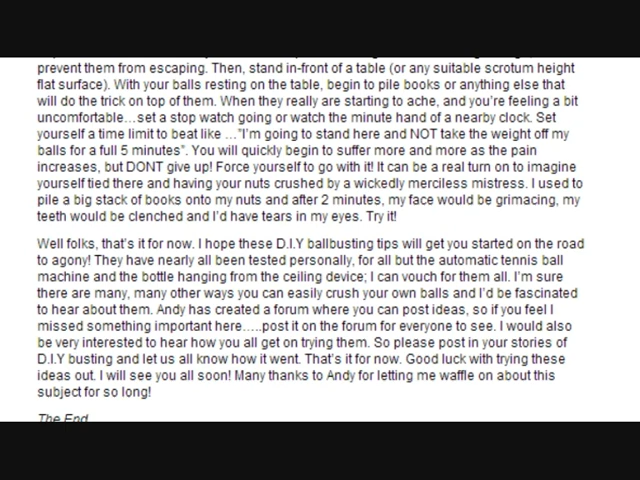 prevent them from escaping. Then, stand in-front of a table (or any suitable scrotum height
flat surface). With your balls resting on the table, begin to pile books or anything else that
will do the trick on top of them. When they really are starting to ache, and you're feeling a bit
uncomfortable…set a stop watch going or watch the minute hand of a nearby clock. Set
yourself a time limit to beat like …"I'm going to stand here and NOT take the weight off my
balls for a full 5 minutes". You will quickly begin to suffer more and more as the pain
increases, but DONT give up! Force yourself to go with it! It can be a real turn on to imagine
yourself tied there and having your nuts crushed by a wickedly merciless mistress. I used to
pile a big stack of books onto my nuts and after 2 minutes, my face would be grimacing, my
teeth would be clenched and I'd have tears in my eyes. Try it!
Well folks, that's it for now. I hope these D.I.Y ballbusting tips will get you started on the road
to agony! They have nearly all been tested personally, for all but the automatic tennis ball
machine and the bottle hanging from the ceiling device; I can vouch for them all. I'm sure
there are many, many other ways you can easily crush your own balls and I'd be fascinated
to hear about them. Andy has created a forum where you can post ideas, so if you feel I
missed something important here…..post it on the forum for everyone to see. I would also
be very interested to hear how you all get on trying them. So please post in your stories of
D.I.Y busting and let us all know how it went. That's it for now. Good luck with trying these
ideas out. I will see you all soon! Many thanks to Andy for letting me waffle on about this
subject for so long!
The End